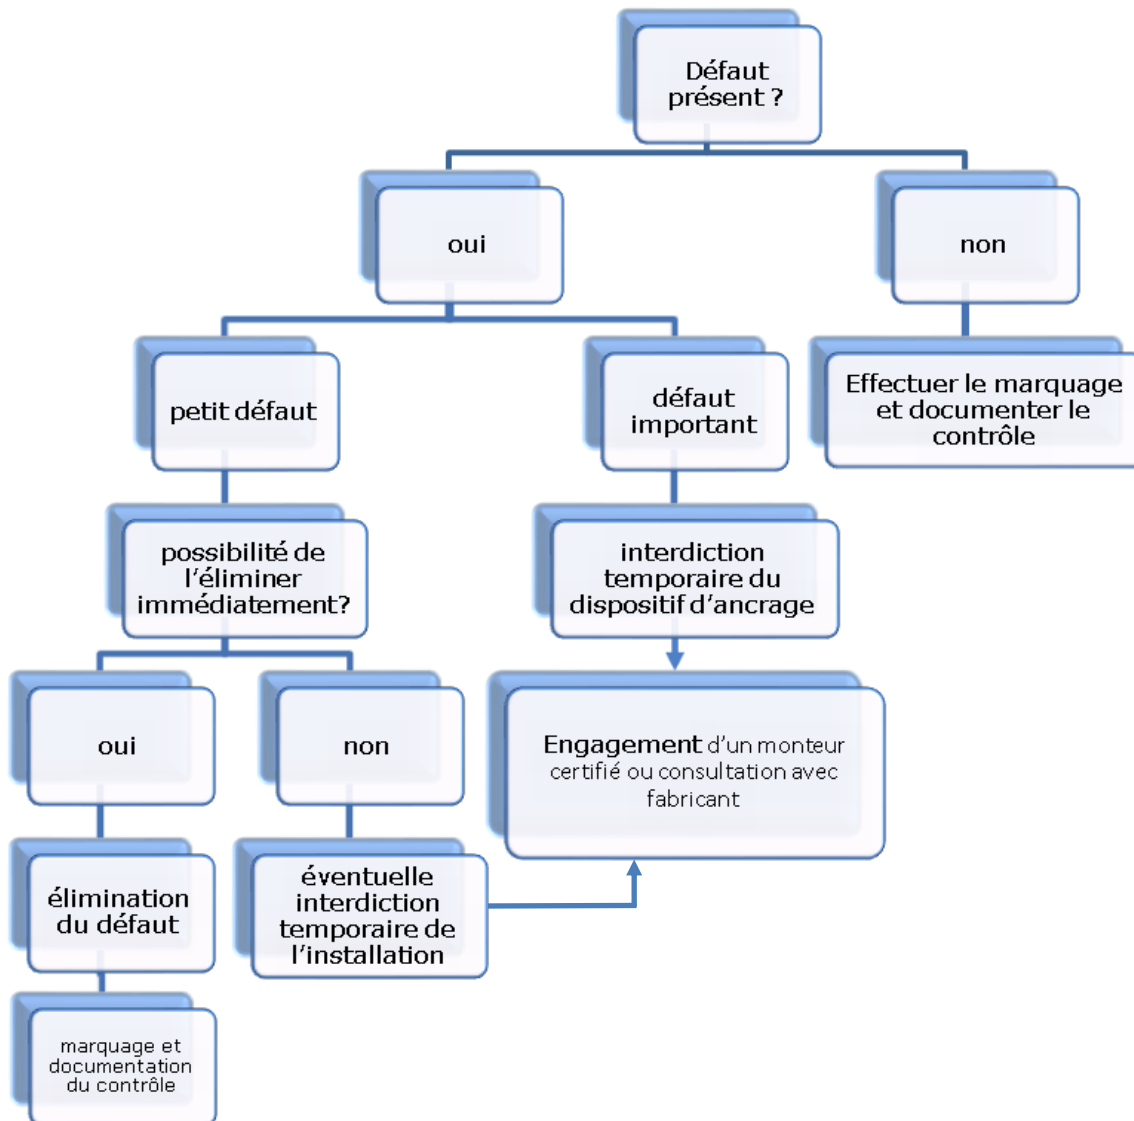 Défaut
présent ?
oui
non
petit défaut
défaut
important
Effectuer le marquage
et documenter le
contrôle
possibilité de
l’éliminer
immédiatement?
interdiction
temporaire du
dispositif d’ancrage
oui
non
Engagement d’un monteur
certifié ou consultation avec
fabricant
élimination
du défaut
éventuelle
interdiction
temporaire de
l’installation
marquage et
documentation
du contrôle